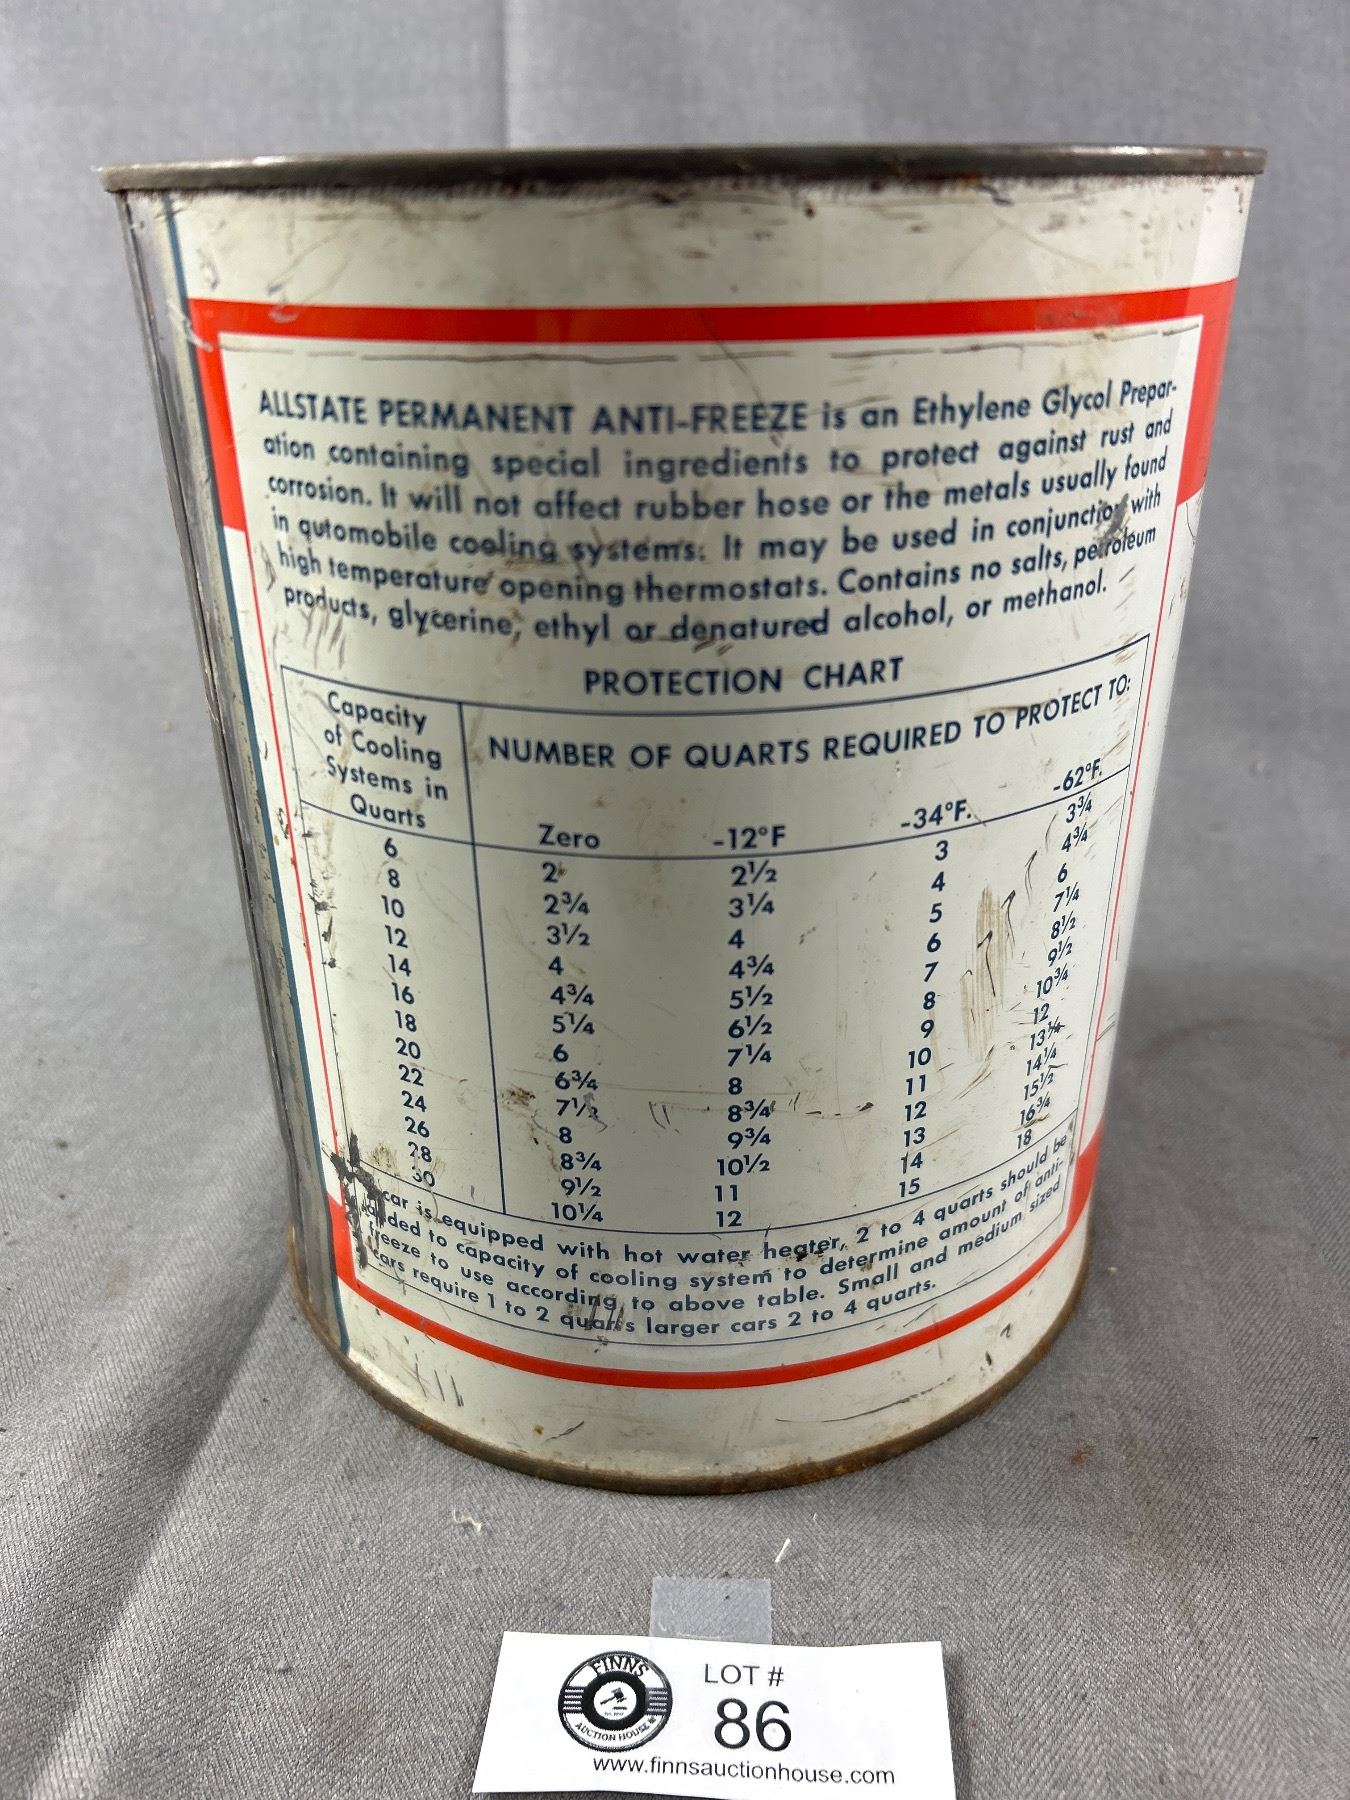 ALLSTATE PERMANENT ANTI-FREEZE is an Ethylene Glycol Prepar-
ation containing special ingredients to protect against rust and
corrosion. It will not affect rubber hose or the metals usually found
in automobile cooling systems. It may be used in conjunction with
high temperature opening thermostats. Contains no salts, petroleum
products, glycerine, ethyl or denatured alcohol, or methanol.
PROTECTION CHART
Capacity
of Cooling
Systems in
Quarts
NUMBER OF QUARTS REQUIRED TO PROTECT TO:
Zero -12°F -34°F. -62°F.
6 2 2½ 3 3¾
8 2¾ 3¼ 4 4¾
10 3½ 4 5 6
12 4 4¾ 6 7¼
14 4¾ 5½ 7 8½
16 5¼ 6½ 8 9½
18 6 7¼ 9 10¾
20 6¾ 8 10 12
22 7½ 8¾ 11 13¼
24 8 9¾ 12 14¼
26 8¾ 10½ 13 15½
28 9½ 11 14 16¾
30 10¼ 12 15 18
car is equipped with hot water heater, 2 to 4 quarts should be
added to capacity of cooling system to determine amount of anti-
freeze to use according to above table. Small and medium sized
cars require 1 to 2 quarts larger cars 2 to 4 quarts.
FINNS
AUCTION HOUSE
LOT #
86
www.finnsauctionhouse.com